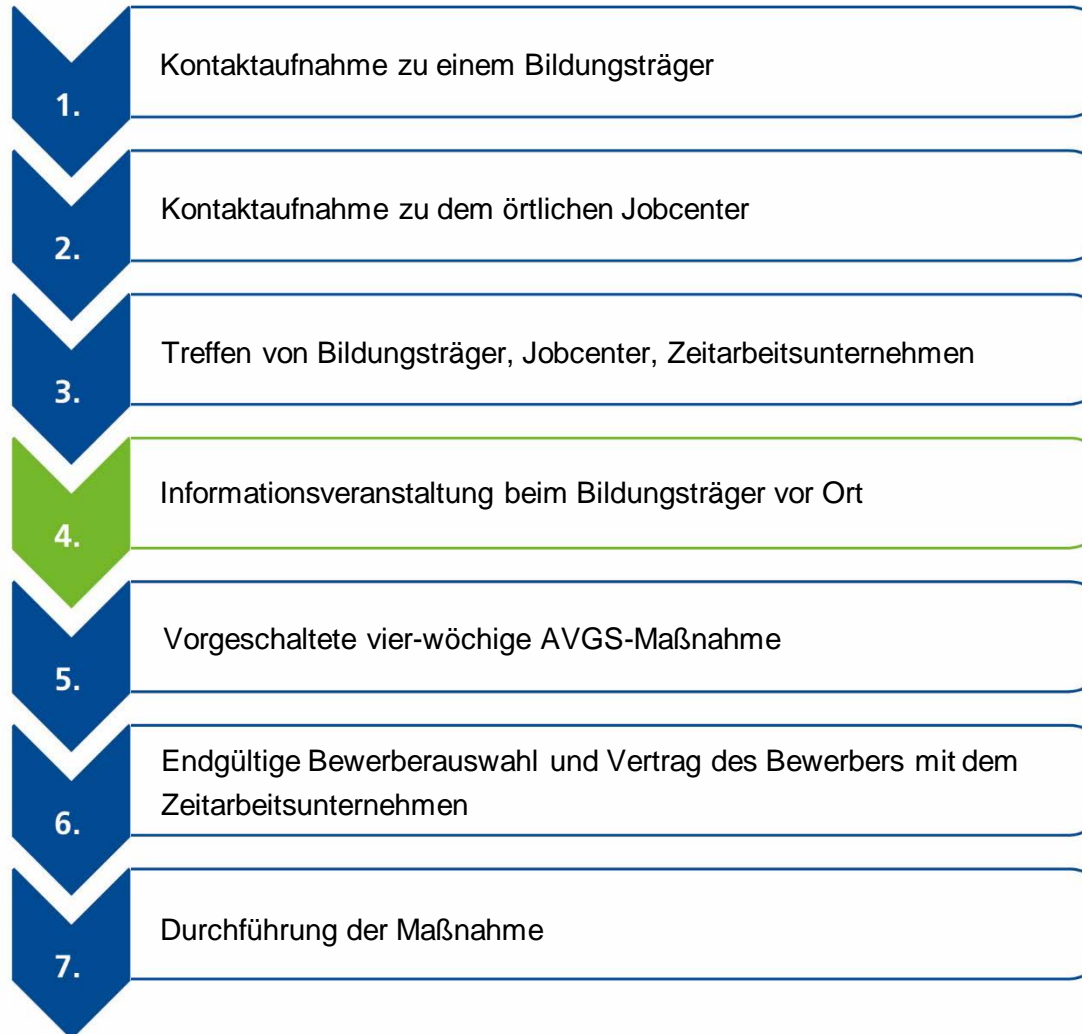 1.
Kontaktaufnahme zu einem Bildungsträger
2.
Kontaktaufnahme zu dem örtlichen Jobcenter
3.
Treffen von Bildungsträger, Jobcenter, Zeitarbeitsunternehmen
4.
Informationsveranstaltung beim Bildungsträger vor Ort
5.
Vorgeschaltete vier-wöchige AVGS-Maßnahme
6.
Endgültige Bewerberauswahl und Vertrag des Bewerbers mit dem
Zeitarbeitsunternehmen
7.
Durchführung der Maßnahme